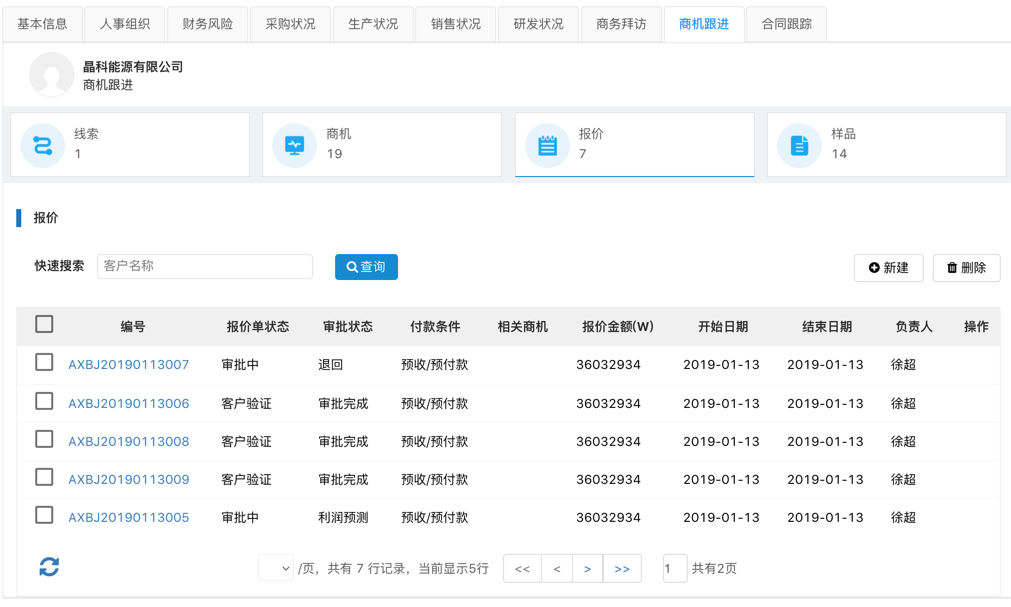 基本信息 人事组织 财务风险 采购状况 生产状况 销售状况 研发状况 商务拜访 商机跟进 合同跟踪
晶科能源有限公司
商机跟进
线索 商机 报价 样品
1 19 7 14
报价
快速搜索 客户名称 查询 新建 删除
编号 报价单状态 审批状态 付款条件 相关商机 报价金额(W) 开始日期 结束日期 负责人 操作
AXBJ20190113007 审批中 退回 预收/预付款 36032934 2019-01-13 2019-01-13 徐超
AXBJ20190113006 客户验证 审批完成 预收/预付款 36032934 2019-01-13 2019-01-13 徐超
AXBJ20190113008 客户验证 审批完成 预收/预付款 36032934 2019-01-13 2019-01-13 徐超
AXBJ20190113009 客户验证 审批完成 预收/预付款 36032934 2019-01-13 2019-01-13 徐超
AXBJ20190113005 审批中 利润预测 预收/预付款 36032934 2019-01-13 2019-01-13 徐超
/页，共有 7 行记录，当前显示5行 << < > >> 1 共有2页